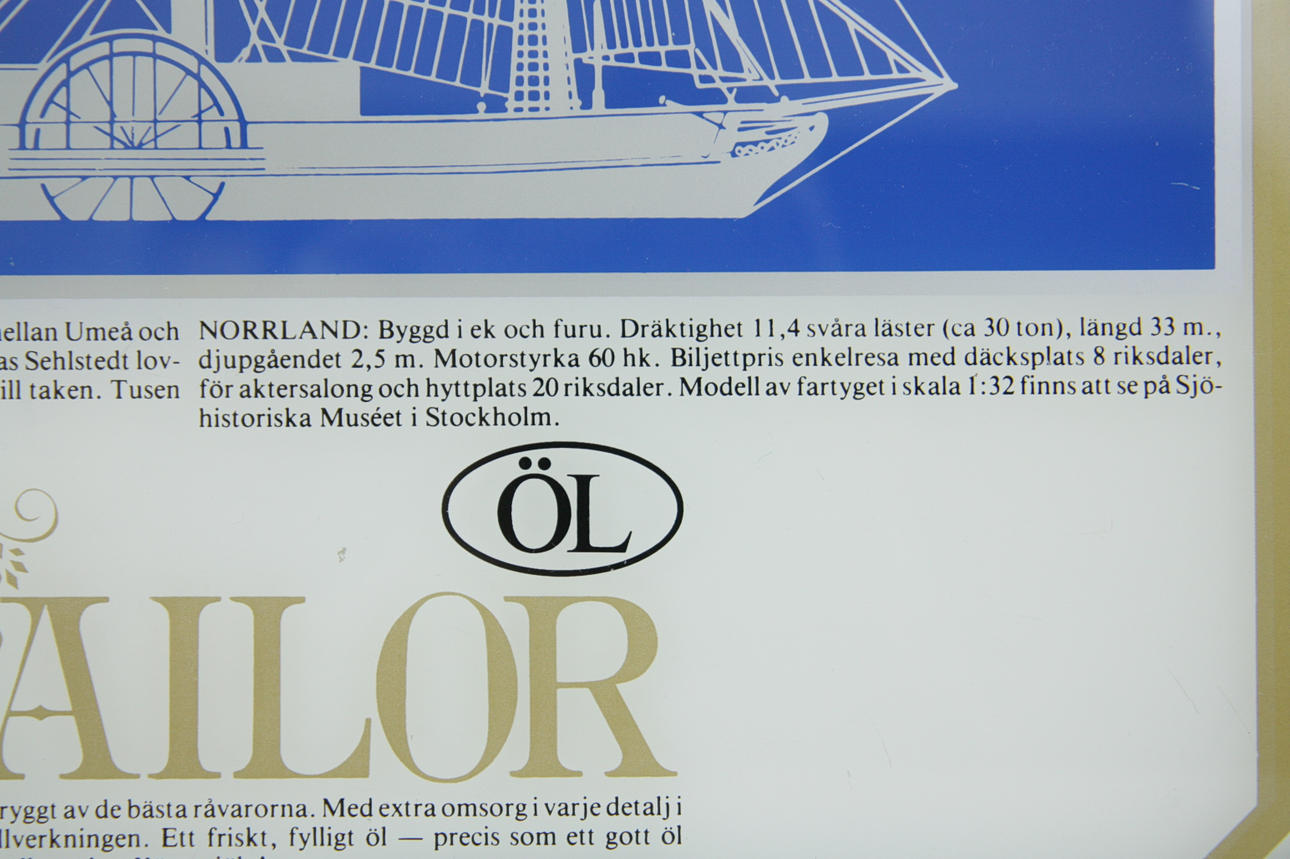 ellan Umeå och
as Sehlstedt lov-
ill taken. Tusen
NORRLAND: Byggd i ek och furu. Dräktighet 11,4 svåra läster (ca 30 ton), längd 33 m.,
djupgåendet 2,5 m. Motorstyrka 60 hk. Biljettpris enkelresa med däcksplats 8 riksdaler,
för aktersalong och hyttplats 20 riksdaler. Modell av fartyget i skala 1:32 finns att se på Sjö-
historiska Muséet i Stockholm.
ÖL
AILOR
ryggt av de bästa råvarorna. Med extra omsorg i varje detalj i
llverkningen. Ett friskt, fylligt öl — precis som ett gott öl